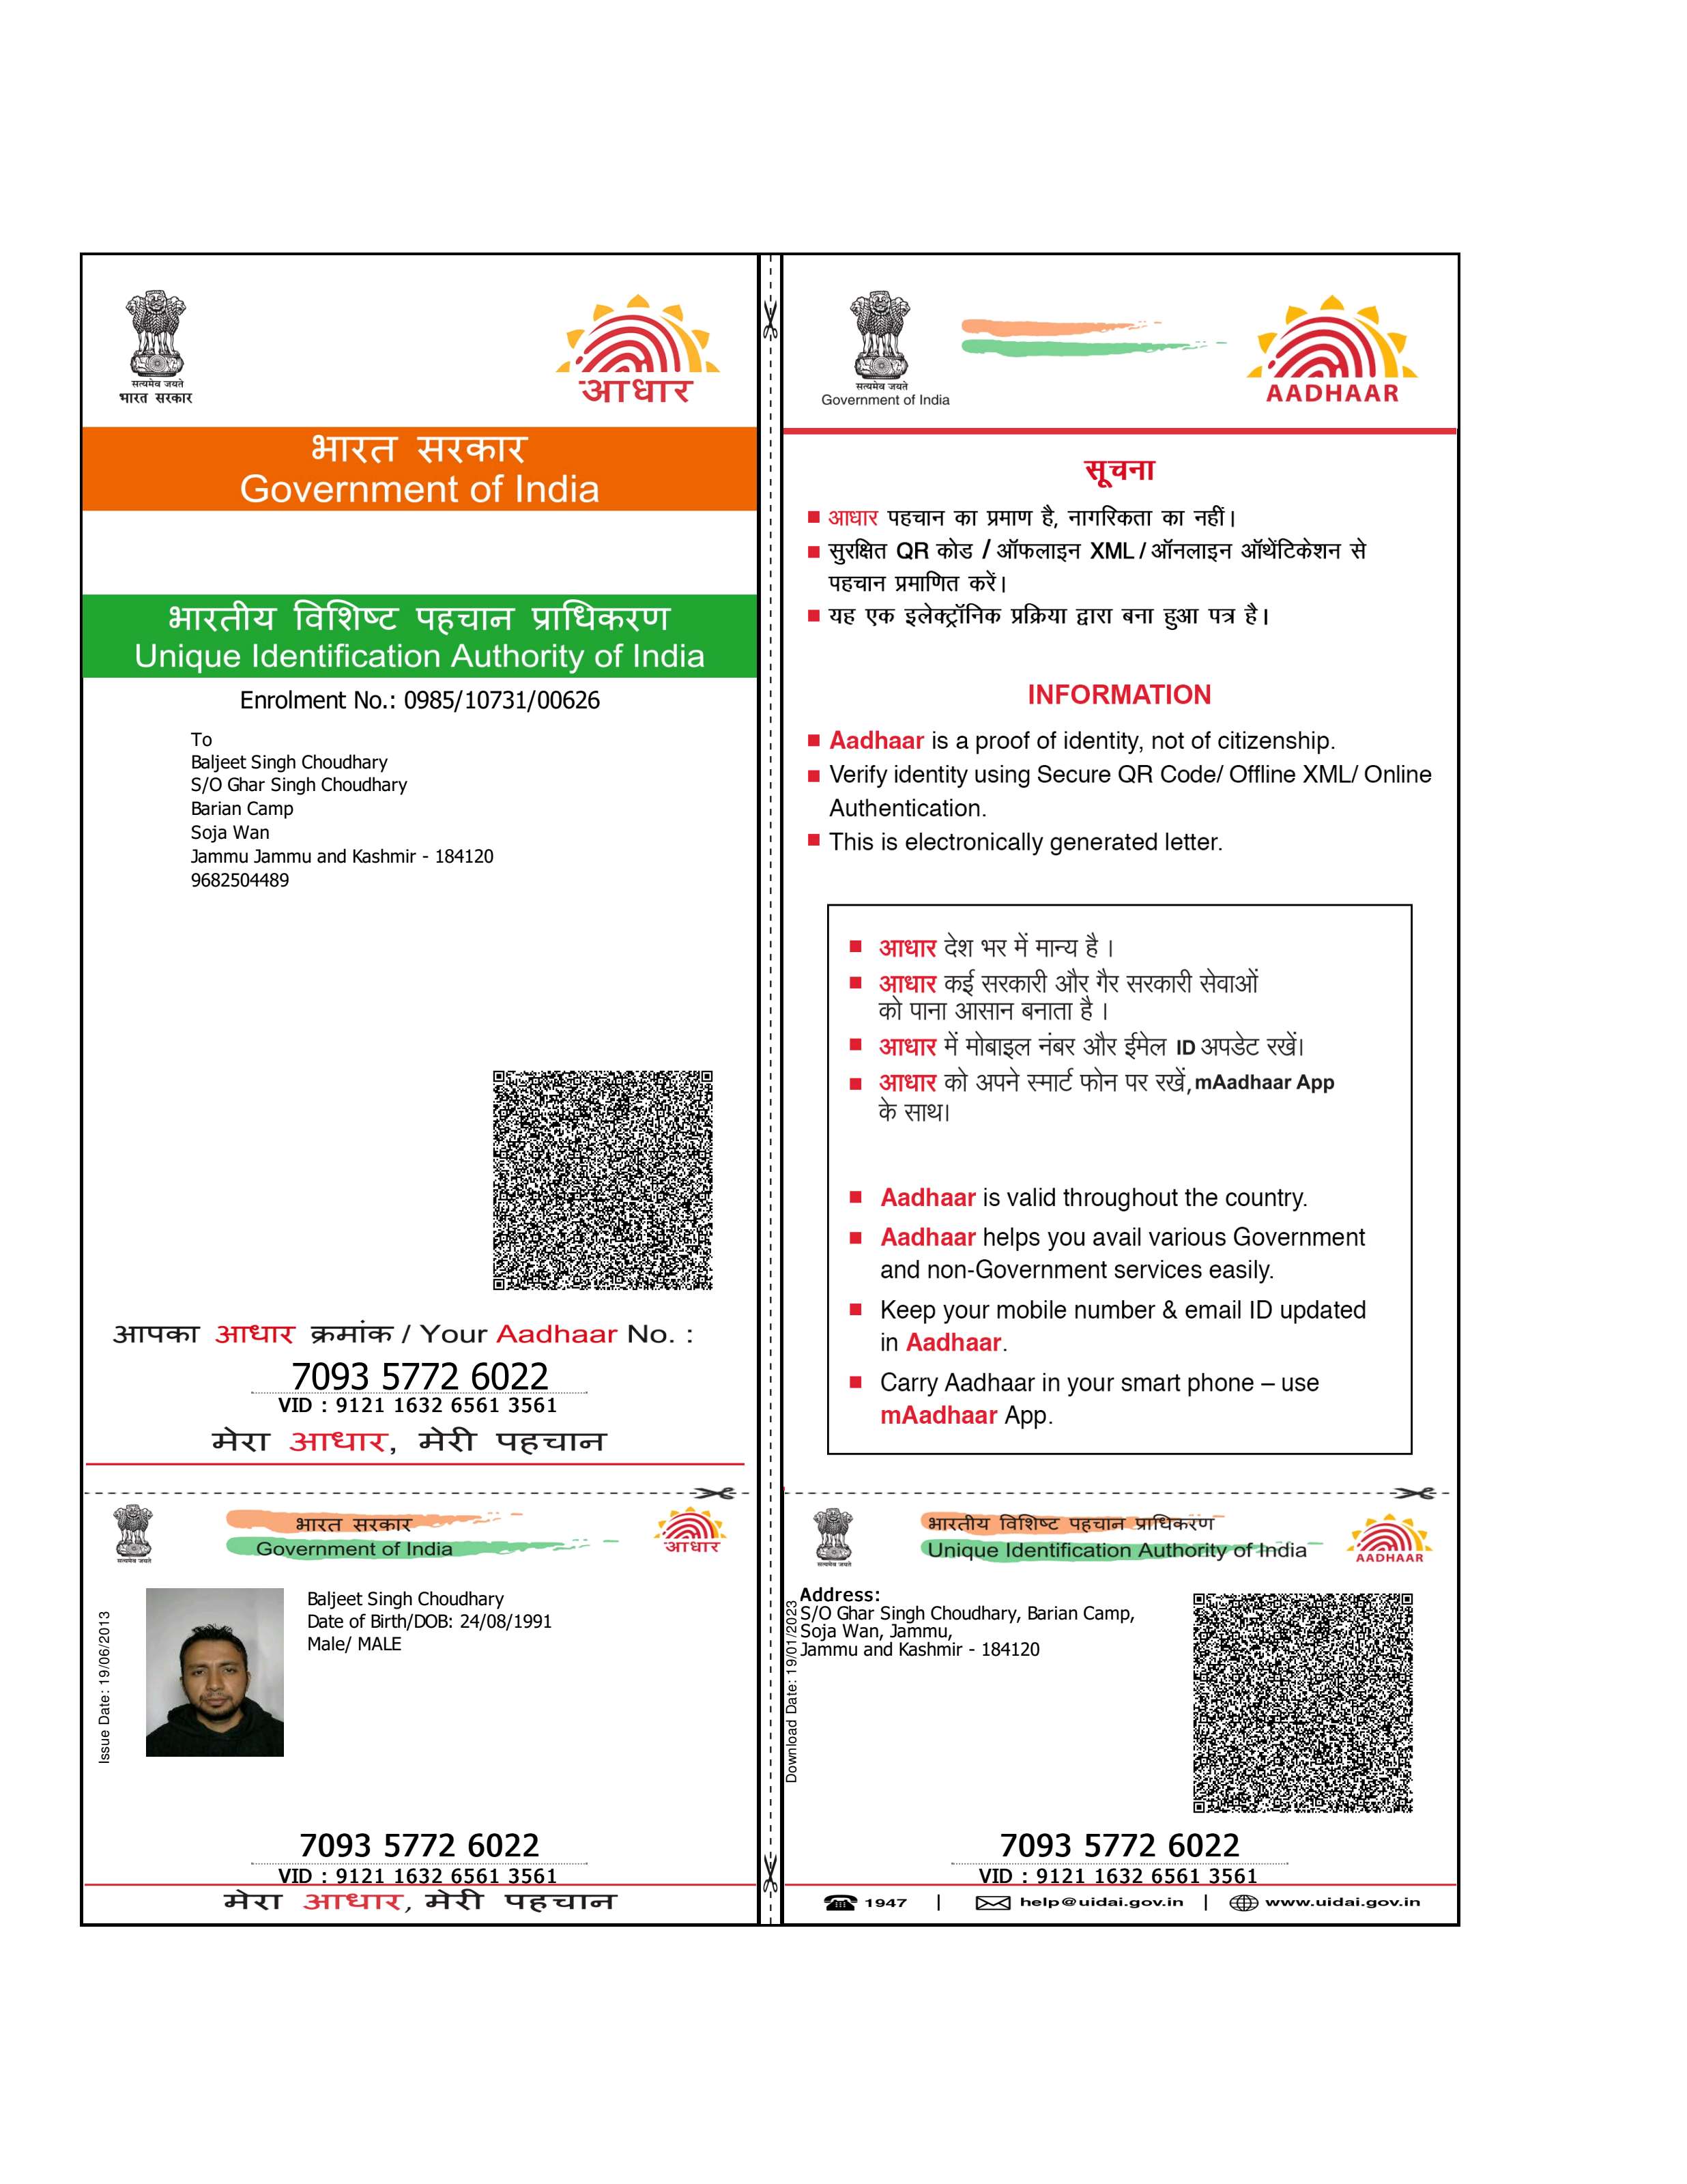 सत्यमेव जयते
भारत सरकार
आधार
भारत सरकार
Government of India
भारतीय विशिष्ट पहचान प्राधिकरण
Unique Identification Authority of India
Enrolment No.: 0985/10731/00626
To
Baljeet Singh Choudhary
S/O Ghar Singh Choudhary
Barian Camp
Soja Wan
Jammu Jammu and Kashmir - 184120
9682504489
आपका आधार क्रमांक / Your Aadhaar No. :
7093 5772 6022
VID : 9121 1632 6561 3561
मेरा आधार, मेरी पहचान
सत्यमेव जयते
Government of India
AADHAAR
सूचना
आधार पहचान का प्रमाण है, नागरिकता का नहीं।
सुरक्षित QR कोड / ऑफलाइन XML / ऑनलाइन ऑथेंटिकेशन से
पहचान प्रमाणित करें।
यह एक इलेक्ट्रॉनिक प्रक्रिया द्वारा बना हुआ पत्र है।
INFORMATION
Aadhaar is a proof of identity, not of citizenship.
Verify identity using Secure QR Code/ Offline XML/ Online
Authentication.
This is electronically generated letter.
आधार देश भर में मान्य है ।
आधार कई सरकारी और गैर सरकारी सेवाओं
को पाना आसान बनाता है ।
आधार में मोबाइल नंबर और ईमेल ID अपडेट रखें।
आधार को अपने स्मार्ट फोन पर रखें, mAadhaar App
के साथ।
Aadhaar is valid throughout the country.
Aadhaar helps you avail various Government
and non-Government services easily.
Keep your mobile number & email ID updated
in Aadhaar.
Carry Aadhaar in your smart phone – use
mAadhaar App.
सत्यमेव जयते
भारत सरकार
Government of India
आधार
Issue Date: 19/06/2013
Baljeet Singh Choudhary
Date of Birth/DOB: 24/08/1991
Male/ MALE
7093 5772 6022
VID : 9121 1632 6561 3561
मेरा आधार, मेरी पहचान
सत्यमेव जयते
भारतीय विशिष्ट पहचान प्राधिकरण
Unique Identification Authority of India
AADHAAR
Download Date: 19/01/2023
Address:
S/O Ghar Singh Choudhary, Barian Camp,
Soja Wan, Jammu,
Jammu and Kashmir - 184120
7093 5772 6022
VID : 9121 1632 6561 3561
1947 | help@uidai.gov.in | www.uidai.gov.in